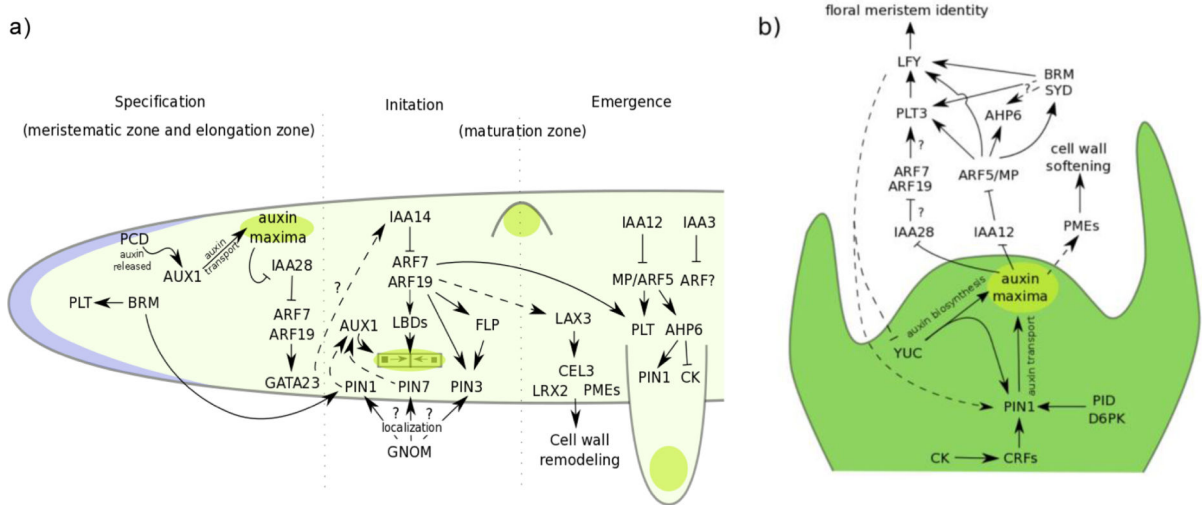 a)
Specification
(meristematic zone and elongation zone)
Initation
Emergence
(maturation zone)
PCD
auxin
released
AUX1
auxin
transport
auxin
maxima
IAA28
ARF7
ARF19
GATA23
PLT
BRM
?
IAA14
ARF7
ARF19
AUX1
LBDs
FLP
?
PIN1
PIN7
PIN3
?
?
localization
GNOM
LAX3
CEL3
LRX2
PMEs
Cell wall
remodeling
IAA12
IAA3
MP/ARF5
ARF?
PLT
AHP6
PIN1
CK
b)
floral meristem identity
LFY
BRM
SYD
?
PLT3
AHP6
?
cell wall
softening
ARF7
ARF19
ARF5/MP
?
IAA28
IAA12
PMEs
auxin
maxima
auxin biosynthesis
YUC
auxin transport
PIN1
PID
D6PK
CK
CRFs